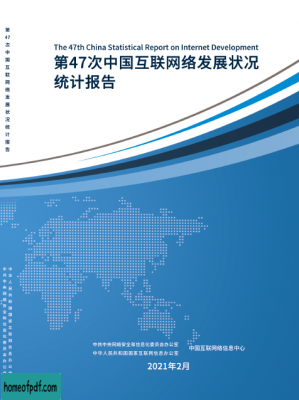 The 47th China Statistical Report on Internet Development
第47次中国互联网络发展状况
统计报告
第47次中国互联网络发展状况统计报告
中共中央网络安全和信息化委员会办公室
中华人民共和国国家互联网信息办公室
中国互联网络信息中心
2021年2月
homeofpdf.com